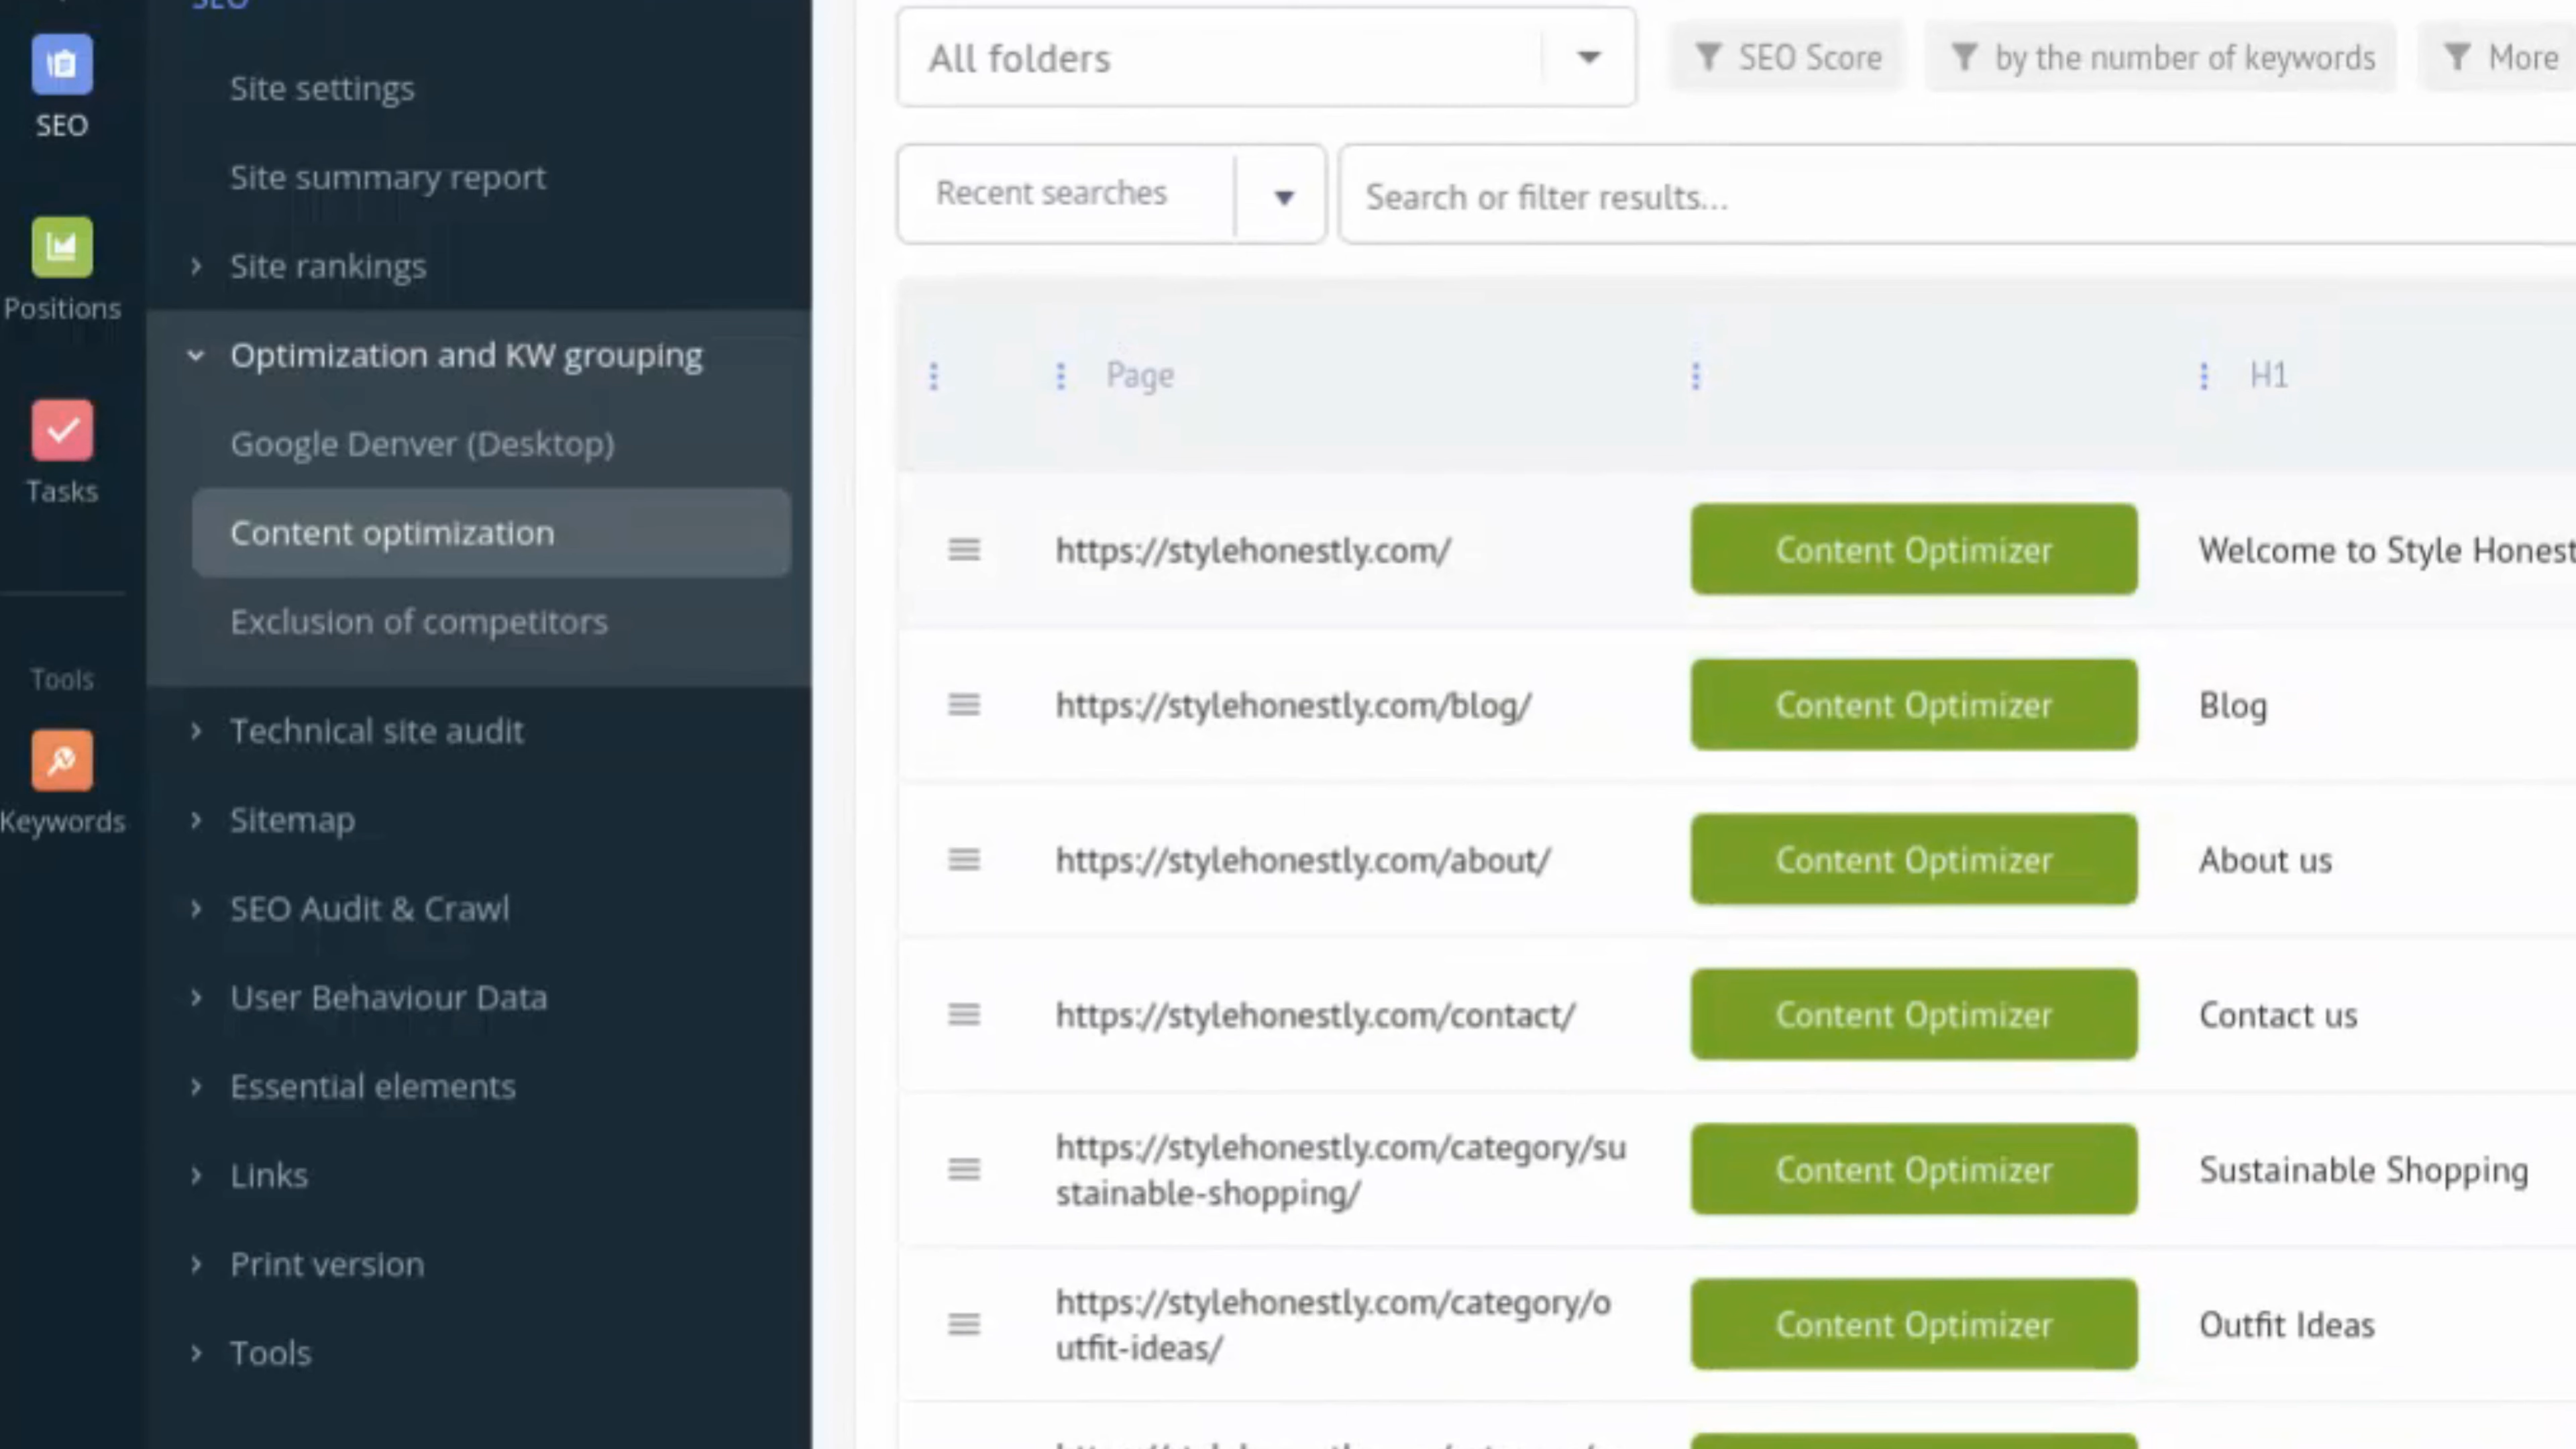 SEO
SEO
Positions
Tasks
Tools
Keywords
Site settings
Site summary report
Site rankings
Optimization and KW grouping
Google Denver (Desktop)
Content optimization
Exclusion of competitors
Technical site audit
Sitemap
SEO Audit & Crawl
User Behaviour Data
Essential elements
Links
Print version
Tools
All folders
SEO Score
by the number of keywords
More
Recent searches
Search or filter results...
Page
H1
https://stylehonestly.com/
Content Optimizer
Welcome to Style Honest
https://stylehonestly.com/blog/
Content Optimizer
Blog
https://stylehonestly.com/about/
Content Optimizer
About us
https://stylehonestly.com/contact/
Content Optimizer
Contact us
https://stylehonestly.com/category/su
stainable-shopping/
Content Optimizer
Sustainable Shopping
https://stylehonestly.com/category/o
utfit-ideas/
Content Optimizer
Outfit Ideas